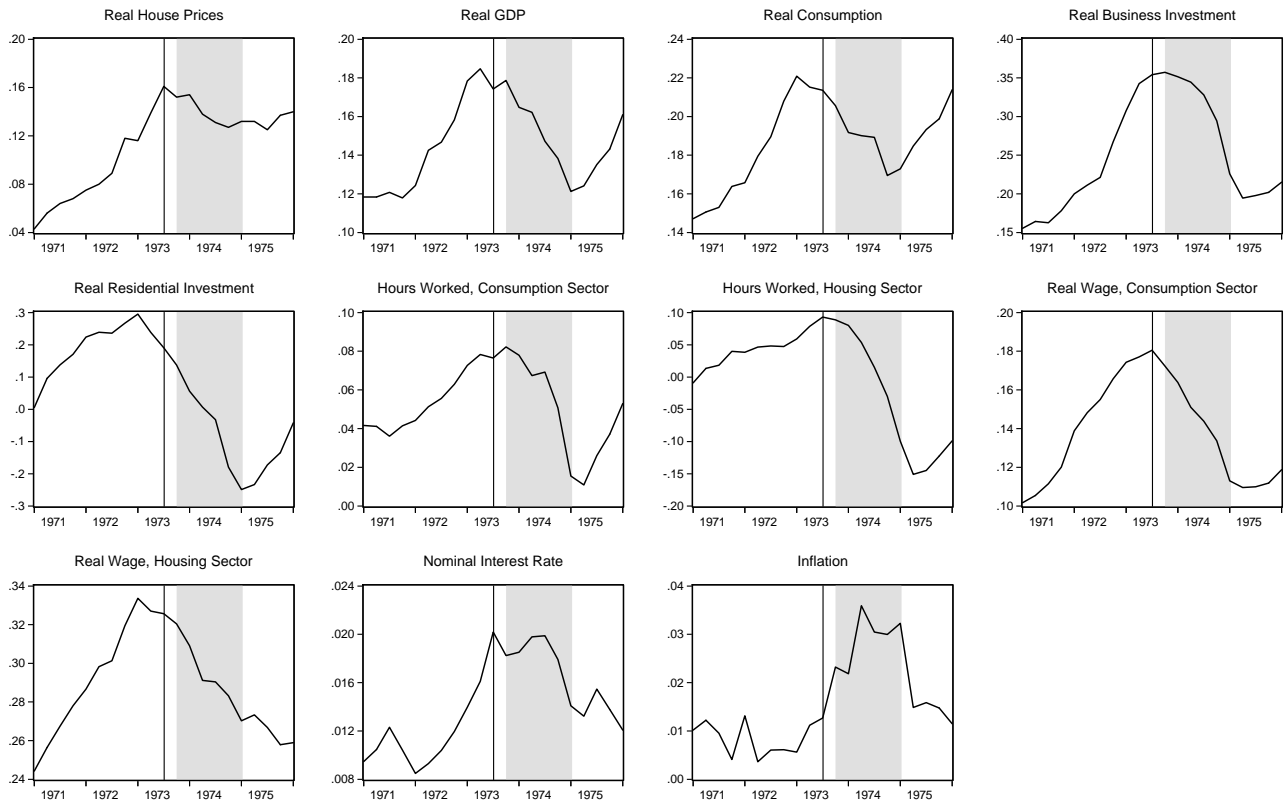 Real House Prices
.20
.16
.12
.08
.04
1971 1972 1973 1974 1975
Real GDP
.20
.18
.16
.14
.12
.10
1971 1972 1973 1974 1975
Real Consumption
.24
.22
.20
.18
.16
.14
1971 1972 1973 1974 1975
Real Business Investment
.40
.35
.30
.25
.20
.15
1971 1972 1973 1974 1975
Real Residential Investment
.3
.2
.1
.0
-.1
-.2
-.3
1971 1972 1973 1974 1975
Hours Worked, Consumption Sector
.10
.08
.06
.04
.02
.00
1971 1972 1973 1974 1975
Hours Worked, Housing Sector
.10
.05
.00
-.05
-.10
-.15
-.20
1971 1972 1973 1974 1975
Real Wage, Consumption Sector
.20
.18
.16
.14
.12
.10
1971 1972 1973 1974 1975
Real Wage, Housing Sector
.34
.32
.30
.28
.26
.24
1971 1972 1973 1974 1975
Nominal Interest Rate
.024
.020
.016
.012
.008
1971 1972 1973 1974 1975
Inflation
.04
.03
.02
.01
.00
1971 1972 1973 1974 1975